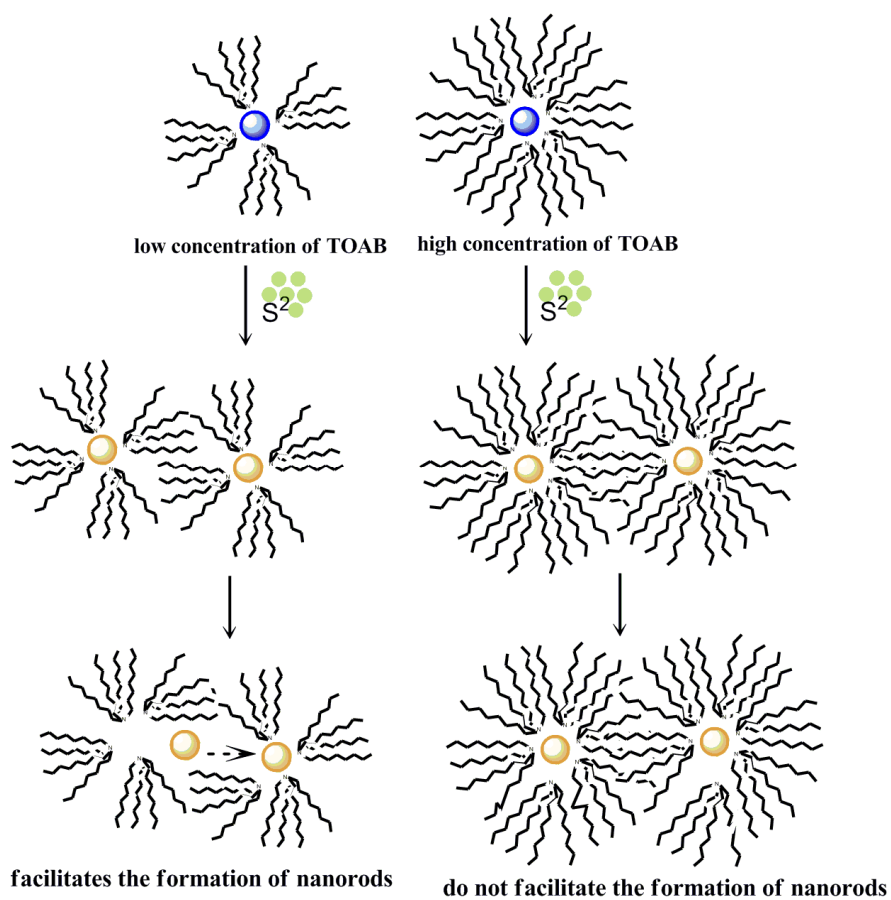 low concentration of TOAB
high concentration of TOAB
S2
S2
facilitates the formation of nanorods
do not facilitate the formation of nanorods